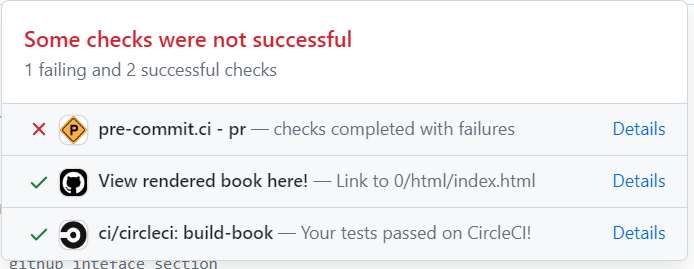 Some checks were not successful
1 failing and 2 successful checks
P
pre-commit.ci - pr — checks completed with failures Details
View rendered book here! — Link to 0/html/index.html Details
ci/circleci: build-book — Your tests passed on CircleCI! Details
github inteface section